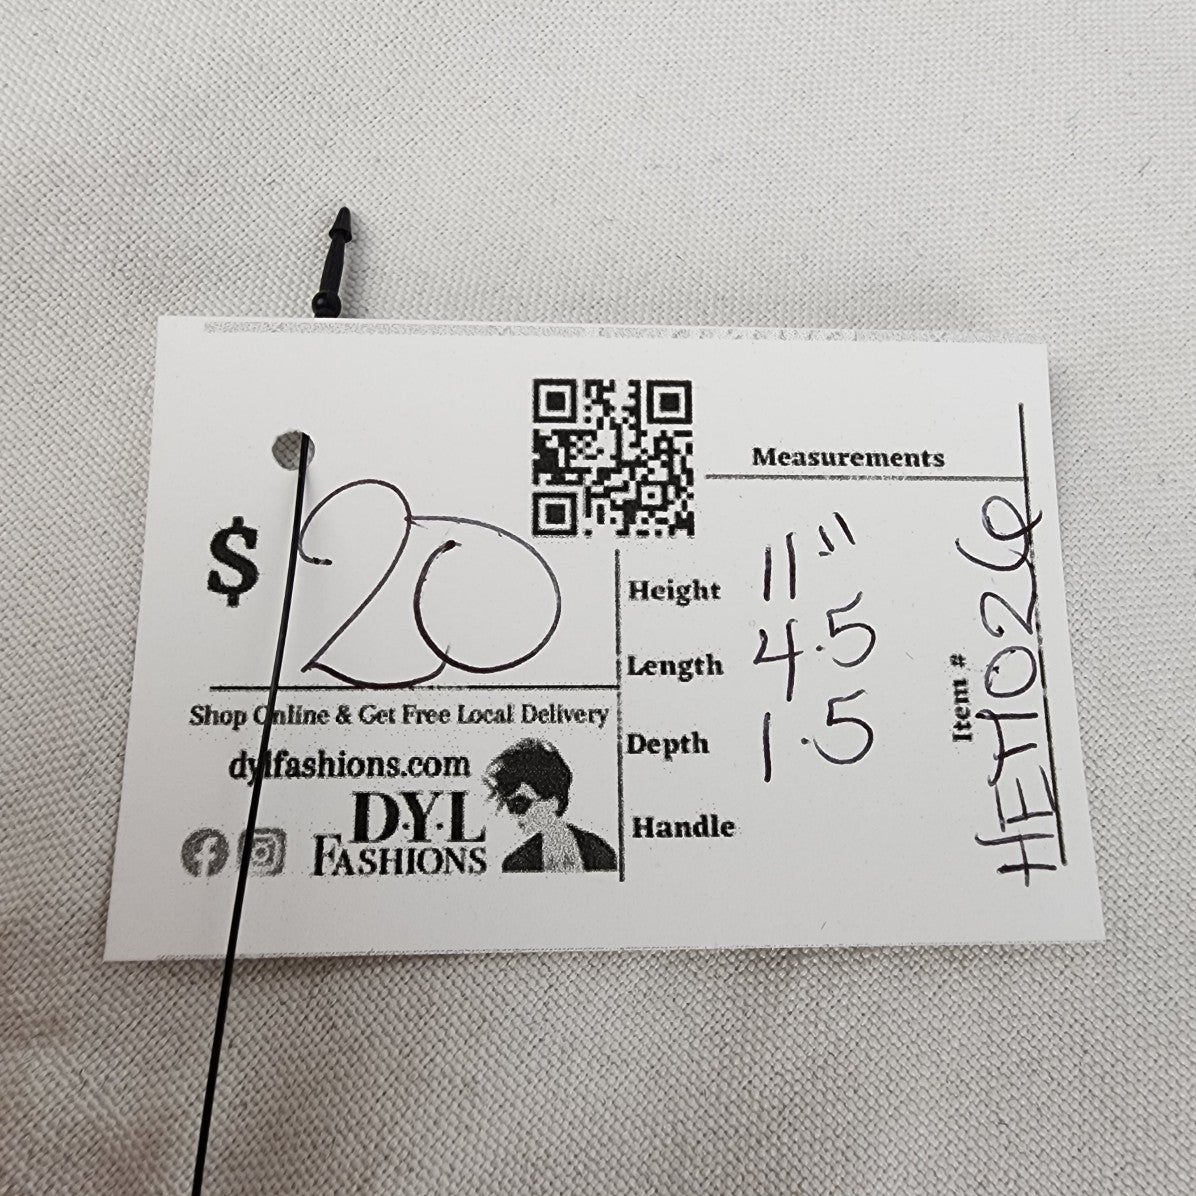 $ 20
Shop Online & Get Free Local Delivery
dylfashions.com
D·Y·L
FASHIONS
Measurements
Height 11"
Length 4.5
Depth 1.5
Handle
Item # HET1026